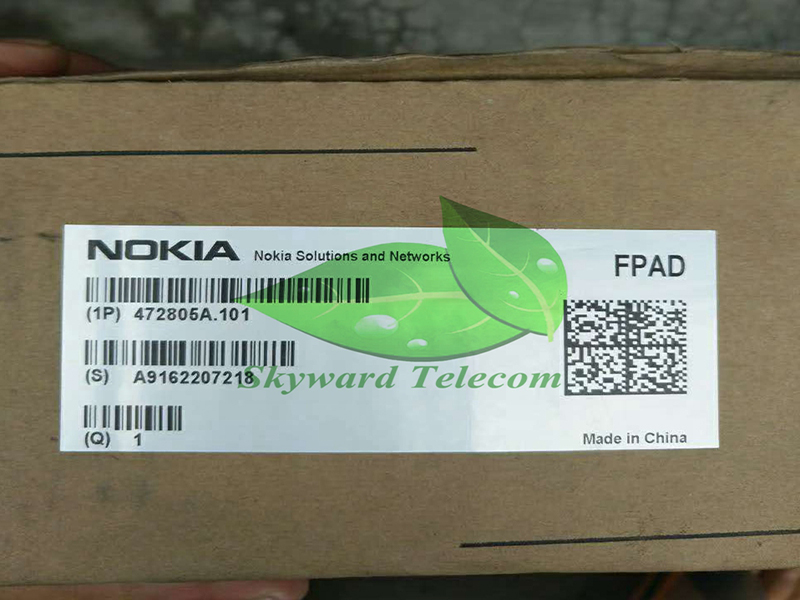 NOKIA Nokia Solutions and Networks
FPAD
(1P) 472805A.101
(S) A9162207218
Skyward Telecom
(Q) 1
Made in China